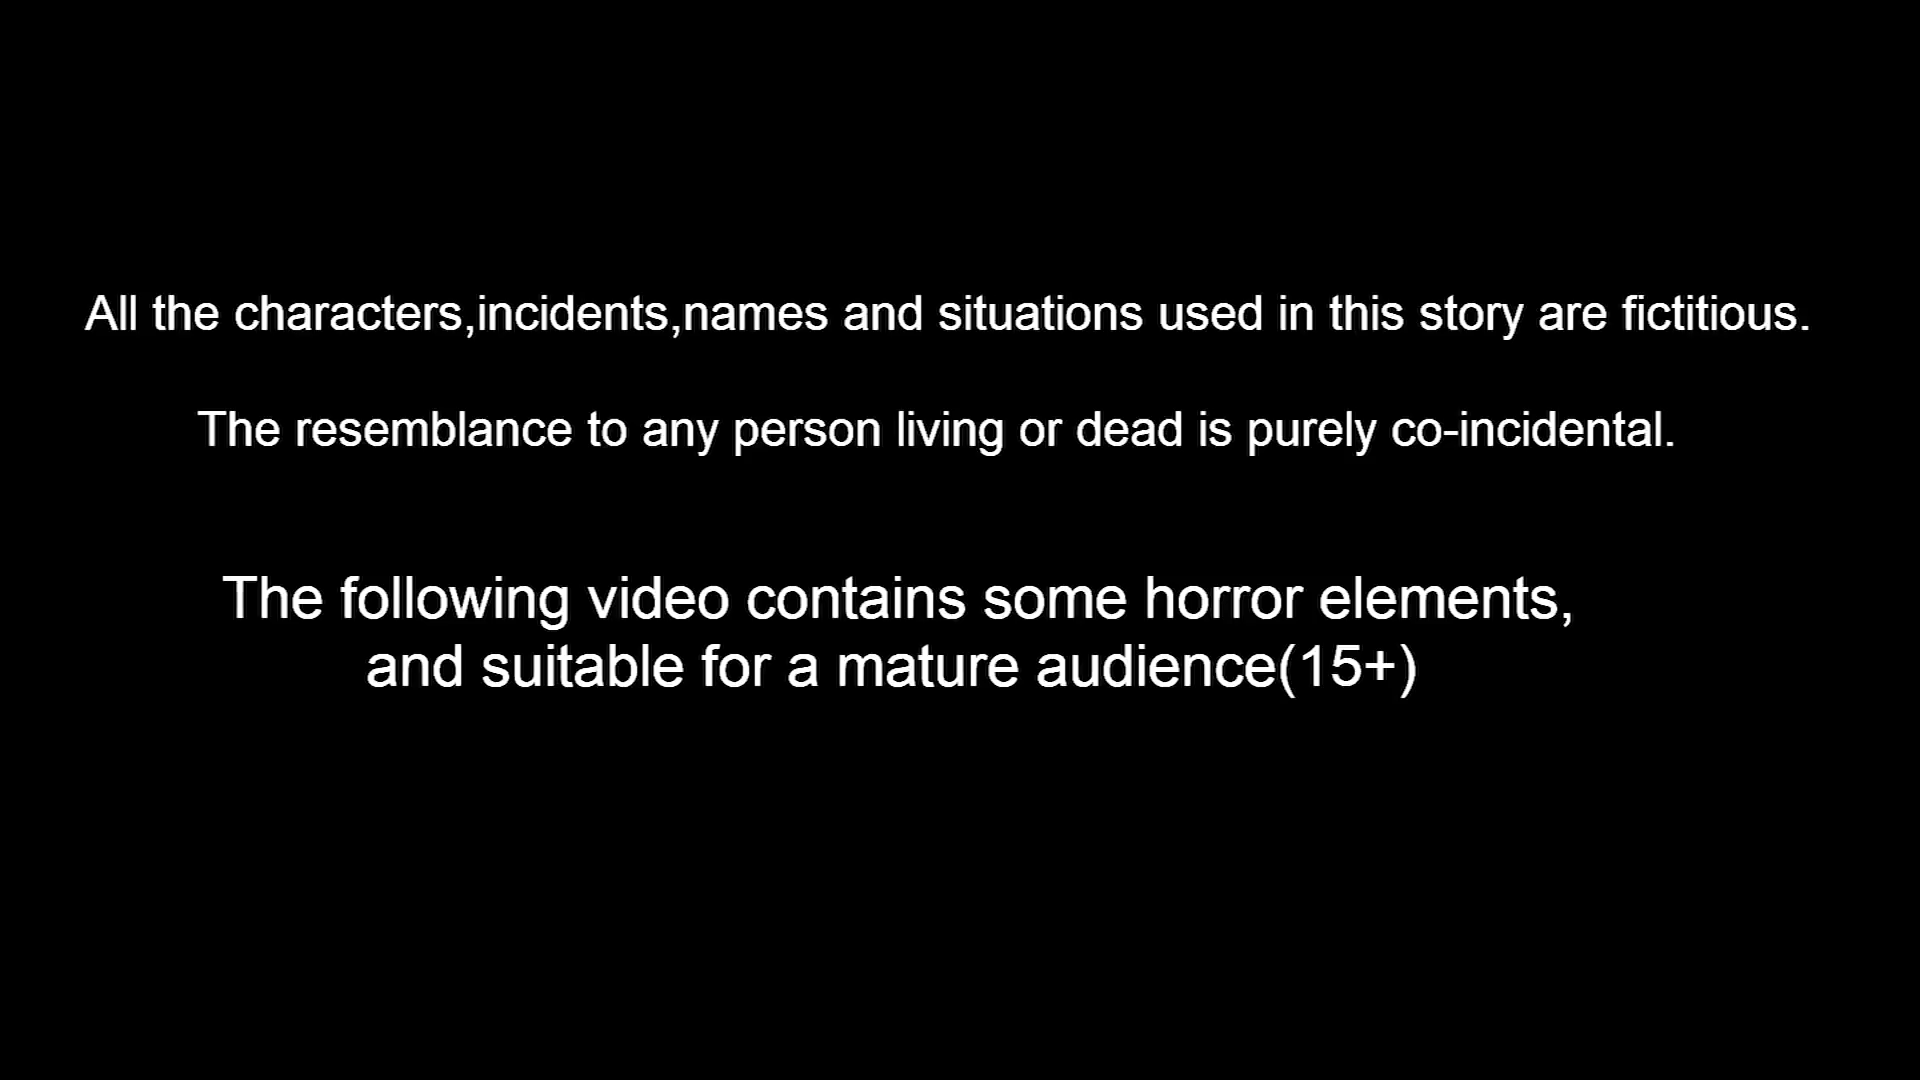 All the characters,incidents,names and situations used in this story are fictitious.
The resemblance to any person living or dead is purely co-incidental.
The following video contains some horror elements,
and suitable for a mature audience(15+)